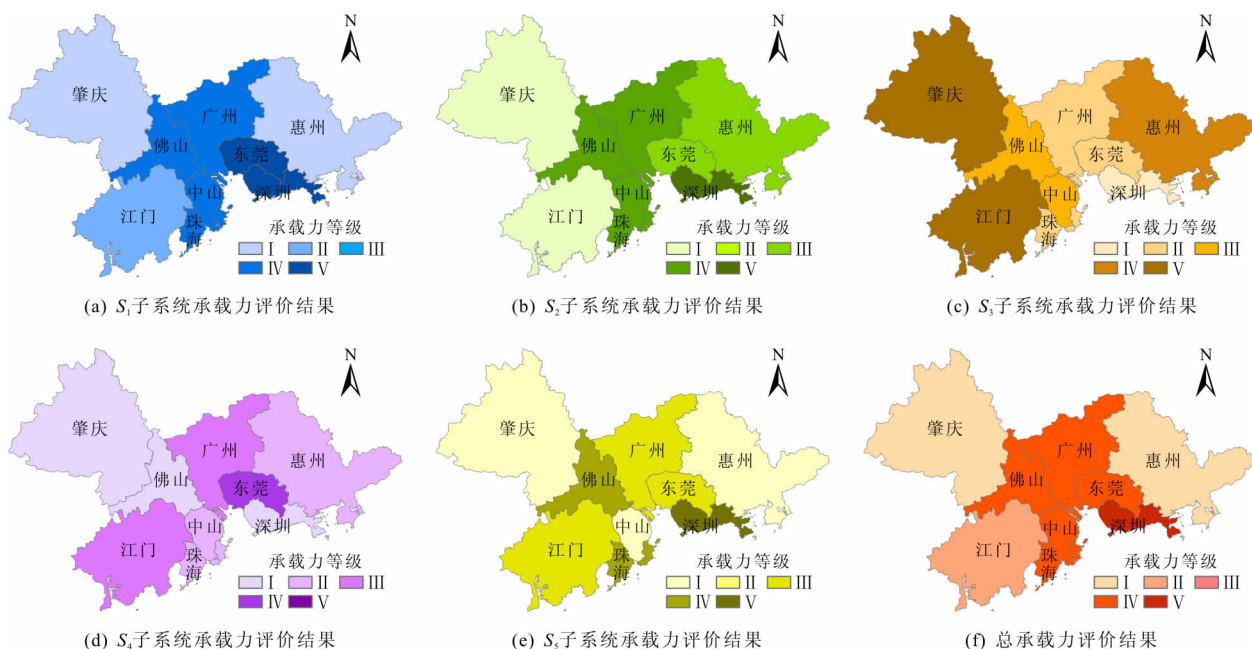 N
肇庆
广州
惠州
佛山
东莞
深圳
中山
江门
珠海
承载力等级
I II III
IV V
(a) S₁子系统承载力评价结果
N
肇庆
广州
惠州
佛山
东莞
深圳
中山
江门
珠海
承载力等级
I II III
IV V
(b) S₂子系统承载力评价结果
N
肇庆
广州
惠州
佛山
东莞
深圳
中山
江门
珠海
承载力等级
I II III
IV V
(c) S₃子系统承载力评价结果
N
肇庆
广州
惠州
佛山
东莞
深圳
中山
江门
珠海
承载力等级
I II III
IV V
(d) S₄子系统承载力评价结果
N
肇庆
广州
惠州
佛山
东莞
深圳
中山
江门
珠海
承载力等级
I II III
IV V
(e) S₅子系统承载力评价结果
N
肇庆
广州
惠州
佛山
东莞
深圳
中山
江门
珠海
承载力等级
I II III
IV V
(f) 总承载力评价结果